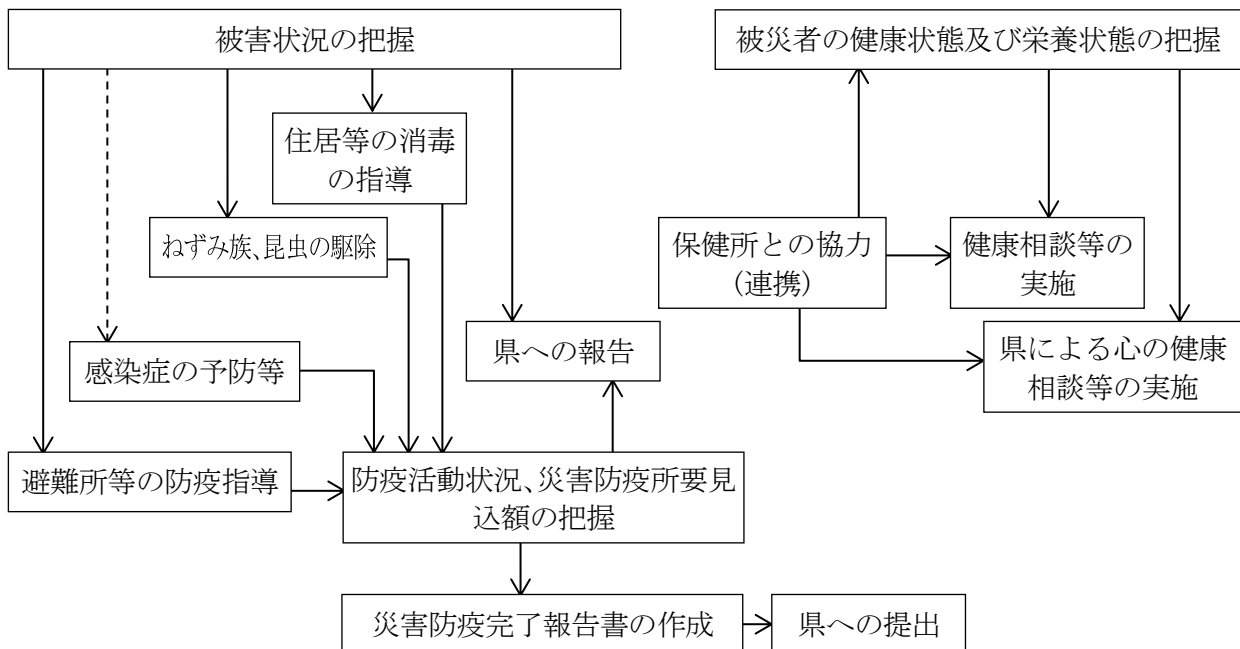 被害状況の把握
被災者の健康状態及び栄養状態の把握
住居等の消毒
の指導
ねずみ族、昆虫の駆除
保健所との協力
(連携)
健康相談等の
実施
県への報告
県による心の健康
相談等の実施
感染症の予防等
避難所等の防疫指導
防疫活動状況、災害防疫所要見
込額の把握
災害防疫完了報告書の作成
県への提出